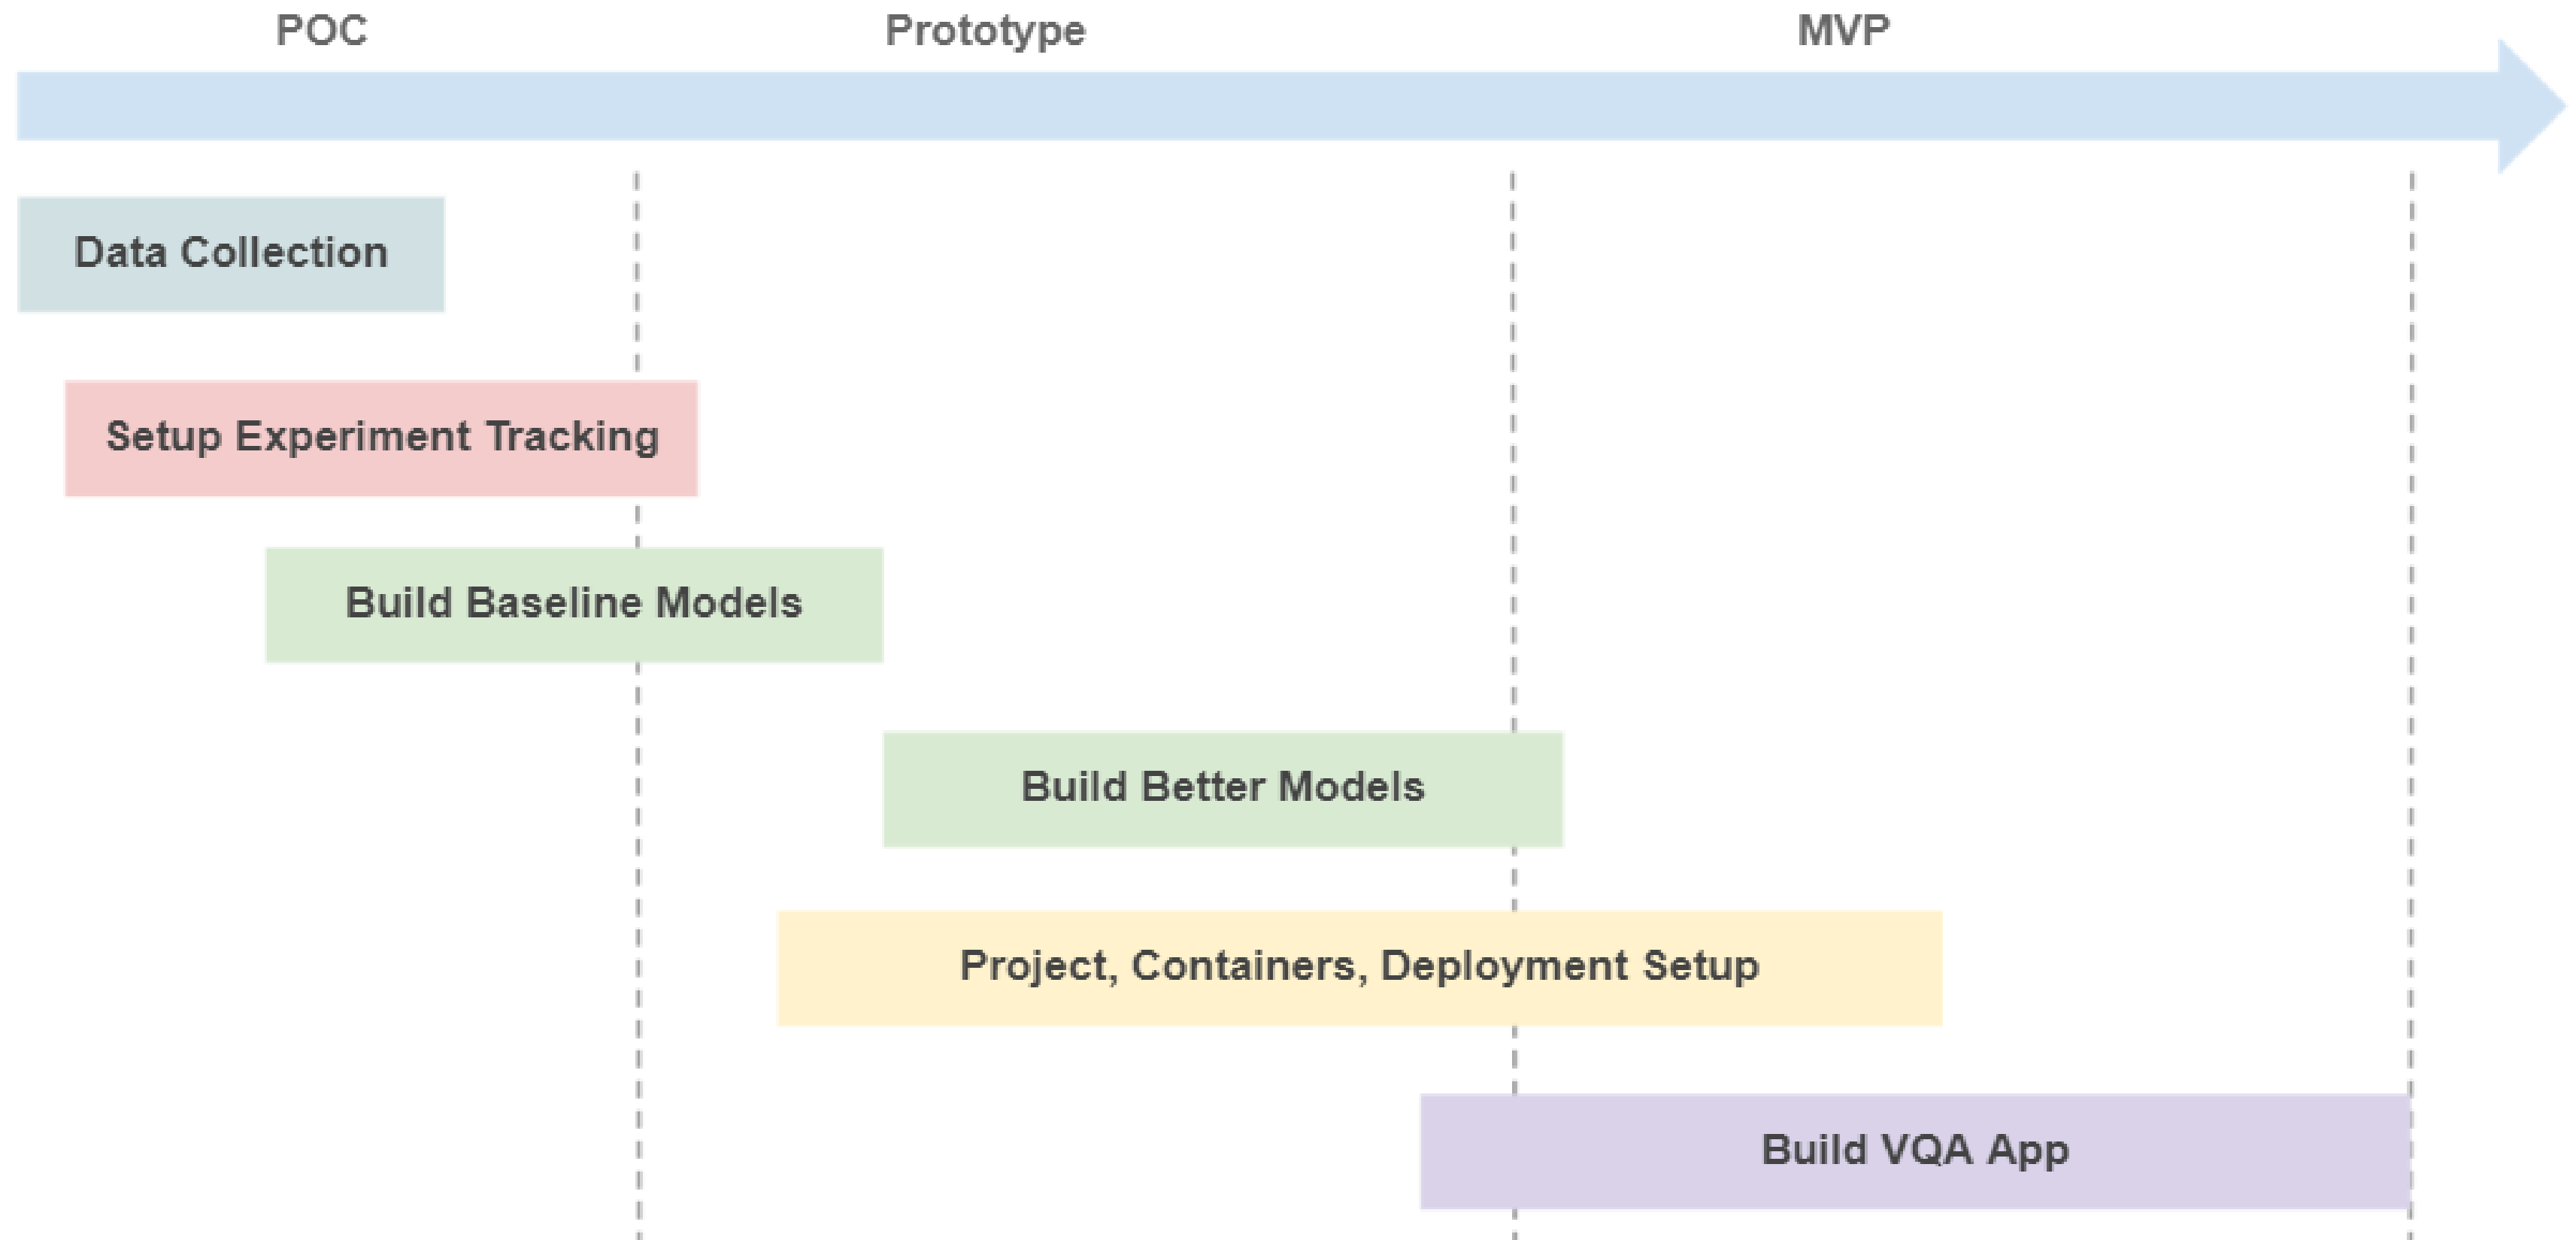 POC
Prototype
MVP
Data Collection
Setup Experiment Tracking
Build Baseline Models
Build Better Models
Project, Containers, Deployment Setup
Build VQA App